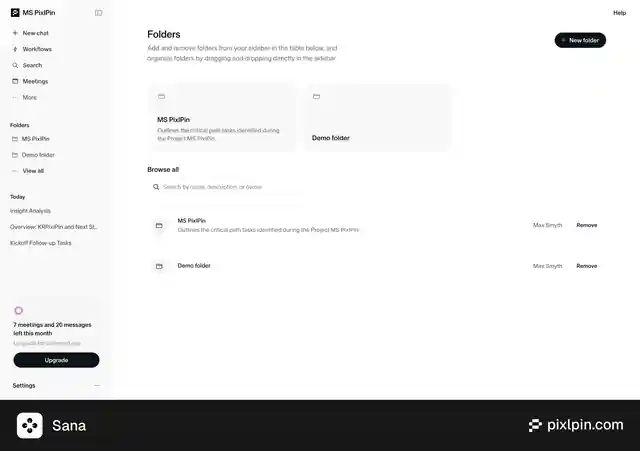 MS PixlPin
New chat
Workflows
Search
Meetings
More
Folders
MS PixlPin
Demo folder
View all
Today
Insight Analysis
Overview: KRPixlPin and Next St...
Kickoff Follow-up Tasks
7 meetings and 20 messages
left this month
Upgrade for unlimited use
Upgrade
Settings
Help
Folders
Add and remove folders from your sidebar in the table below, and
organise folders by dragging and dropping directly in the sidebar
New folder
MS PixlPin
Outlines the critical path tasks identified during
the Project MS PixlPin
Demo folder
Browse all
Search by name, description, or owner
MS PixlPin
Outlines the critical path tasks identified during the Project MS PixlPin
Max Smyth
Remove
Demo folder
Max Smyth
Remove
Sana
pixlpin.com